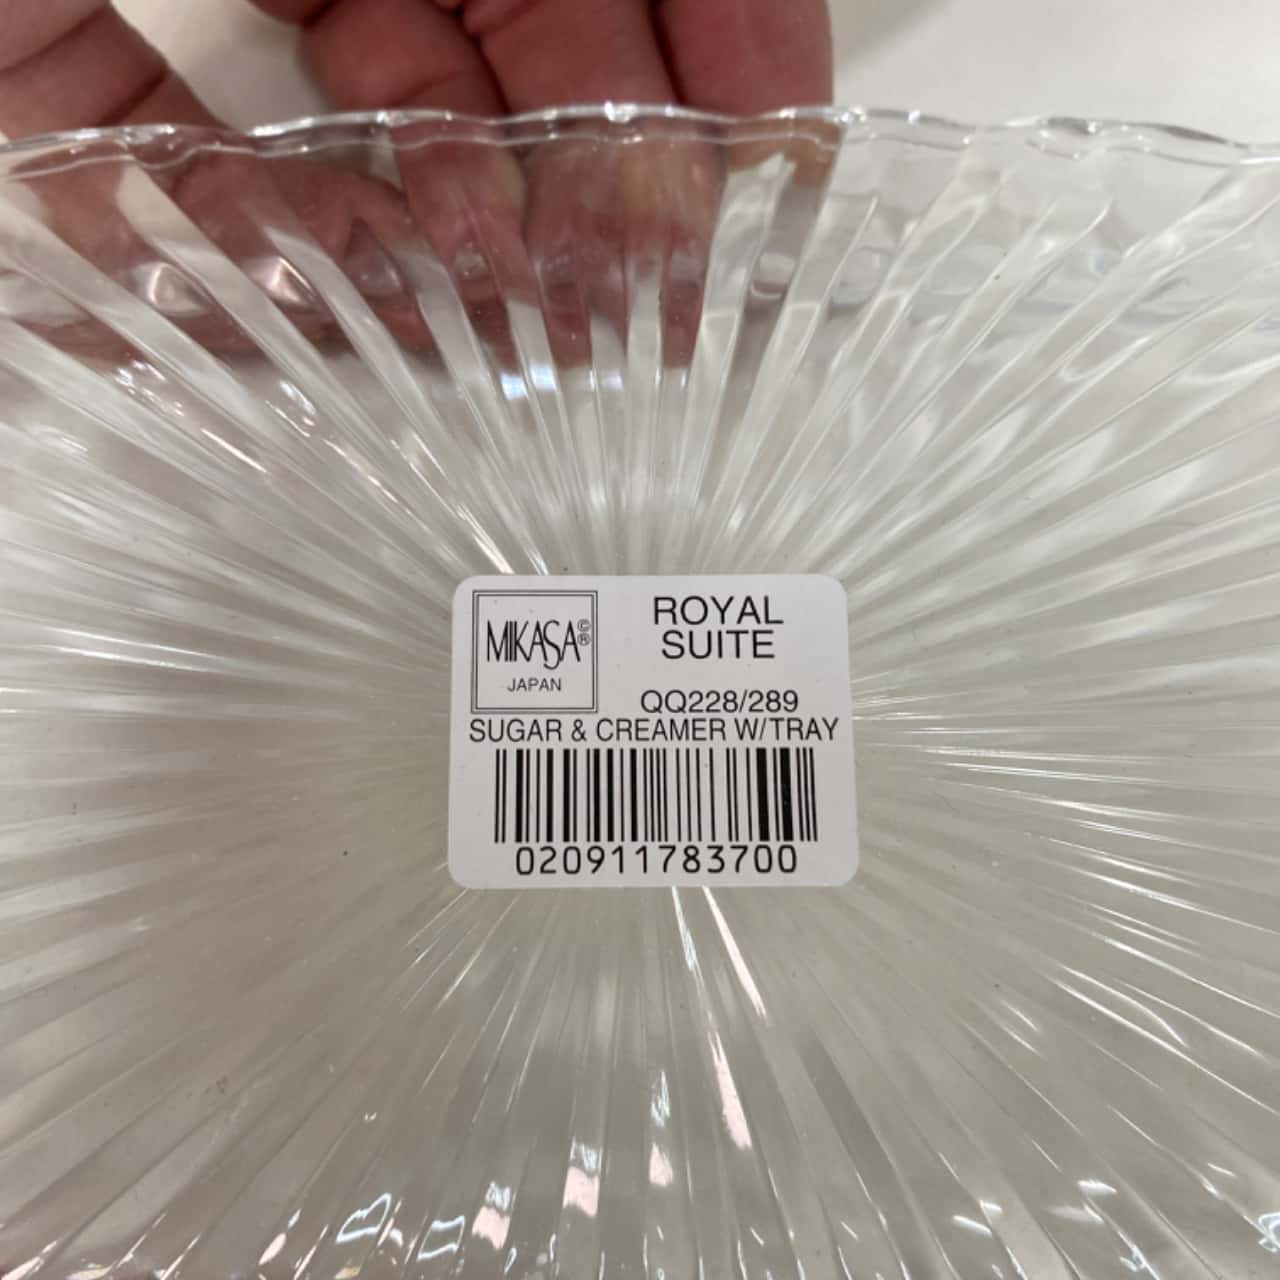 MIKASA©®
JAPAN
ROYAL
SUITE
QQ228/289
SUGAR & CREAMER W/TRAY
020911783700